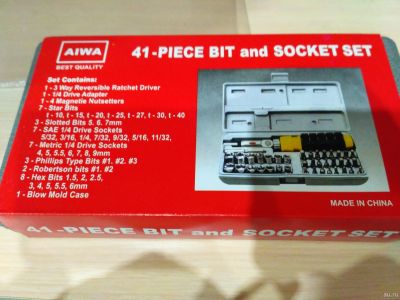 AIWA
BEST QUALITY
41-PIECE BIT and SOCKET SET
Set Contains:
1 - 3 Way Reversible Ratchet Driver
1 - 1/4 Drive Adapter
1 - 4 Magnetic Nutsetters
7 - Star Bits
t - 10, t - 15, t - 20, t - 25, t - 27, t - 30, t - 40
3 - Slotted Bits 5. 6. 7mm
7 - SAE 1/4 Drive Sockets
5/32, 3/16, 1/4, 7/32, 9/32, 5/16, 11/32,
7 - Metric 1/4 Drive Sockets
4, 5, 5.5, 6, 7, 8, 9mm
3 - Phillips Type Bits #1. #2. #3
2 - Robertson bits #1. #2
8 - Hex Bits 1.5, 2, 2.5,
3, 4, 5, 5.5, 6mm
1 - Blow Mold Case
MADE IN CHINA
41 - PIECE BIT and SOCKET SET
au.ru